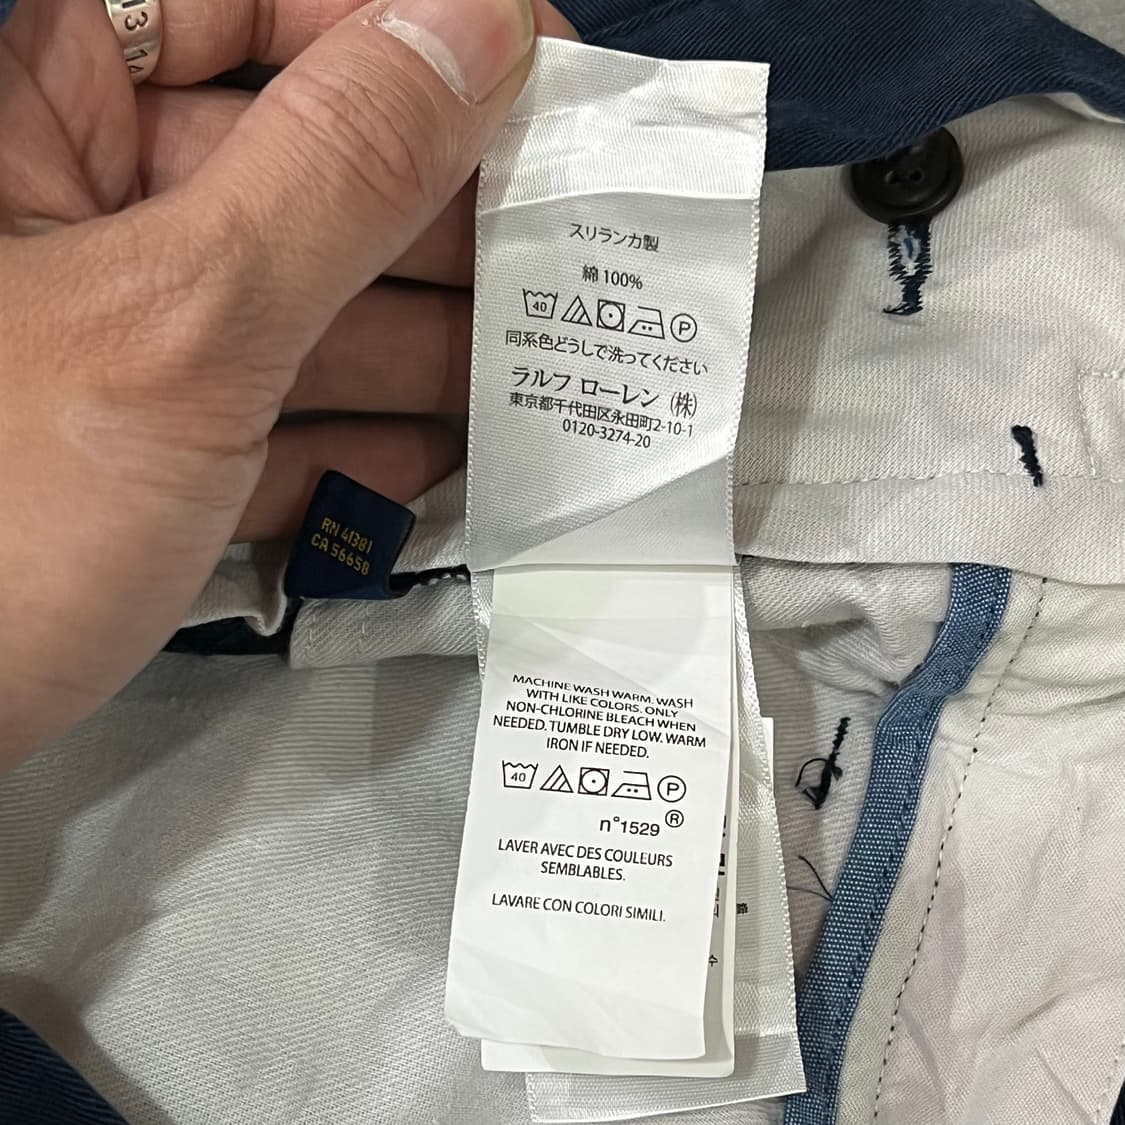 13 14
スリランカ製
綿 100%
40 P
同系色どうしで洗ってください
ラルフ ローレン (株)
東京都千代田区永田町2-10-1
0120-3274-20
RN 41381
CA 56658
MACHINE WASH WARM. WASH
WITH LIKE COLORS. ONLY
NON-CHLORINE BLEACH WHEN
NEEDED. TUMBLE DRY LOW. WARM
IRON IF NEEDED.
40 P
n°1529 ®
LAVER AVEC DES COULEURS
SEMBLABLES.
LAVARE CON COLORI SIMILI.